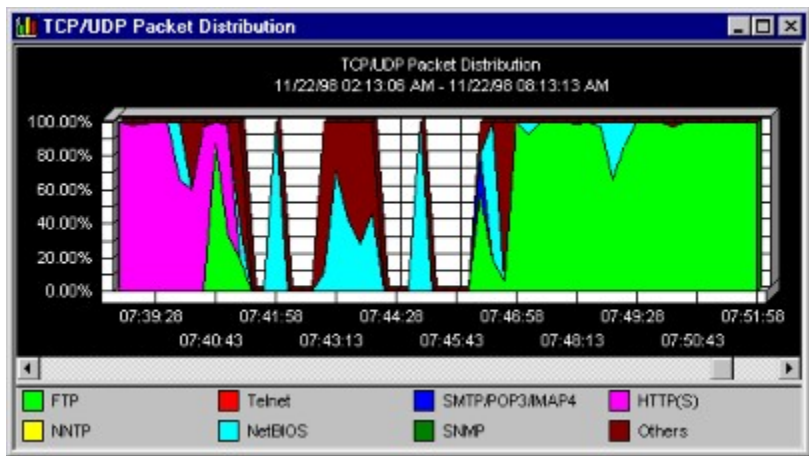 TCP/UDP Packet Distribution
TCP/UDP Packet Distribution
11/22/98 02:13:06 AM - 11/22/98 08:13:13 AM
100.00%
80.00%
60.00%
40.00%
20.00%
0.00%
07:39:28 07:41:58 07:44:28 07:46:58 07:49:28 07:51:58
07:40:43 07:43:13 07:45:43 07:48:13 07:50:43
FTP Telnet SMTP/POP3/IMAP4 HTTP(S)
NNTP NetBIOS SNMP Others